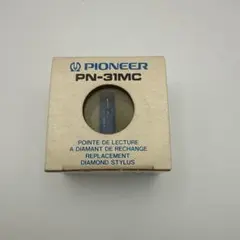 PIONEER
PN-31MC
POINTE DE LECTURE
A DIAMANT DE RECHANGE
REPLACEMENT
DIAMOND STYLUS